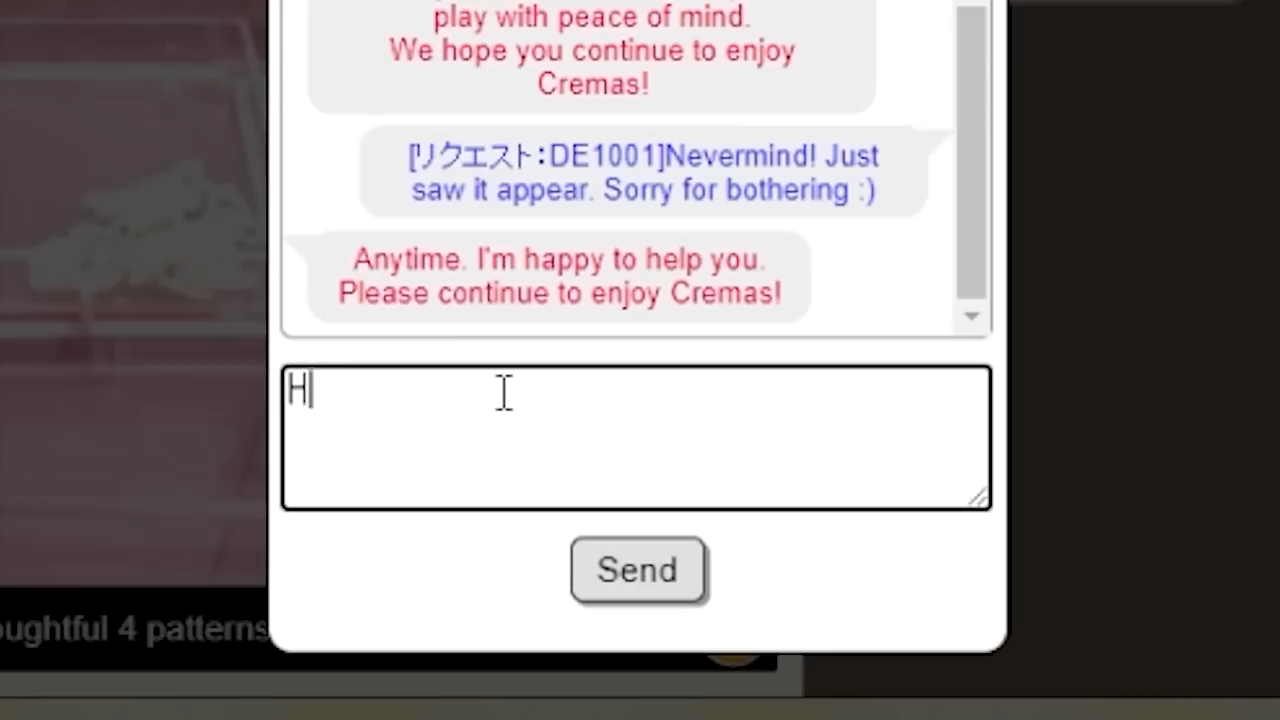 play with peace of mind.
We hope you continue to enjoy
Cremas!
[リクエスト:DE1001]Nevermind! Just
saw it appear. Sorry for bothering :)
Anytime. I'm happy to help you.
Please continue to enjoy Cremas!
H
Send
4 patterns